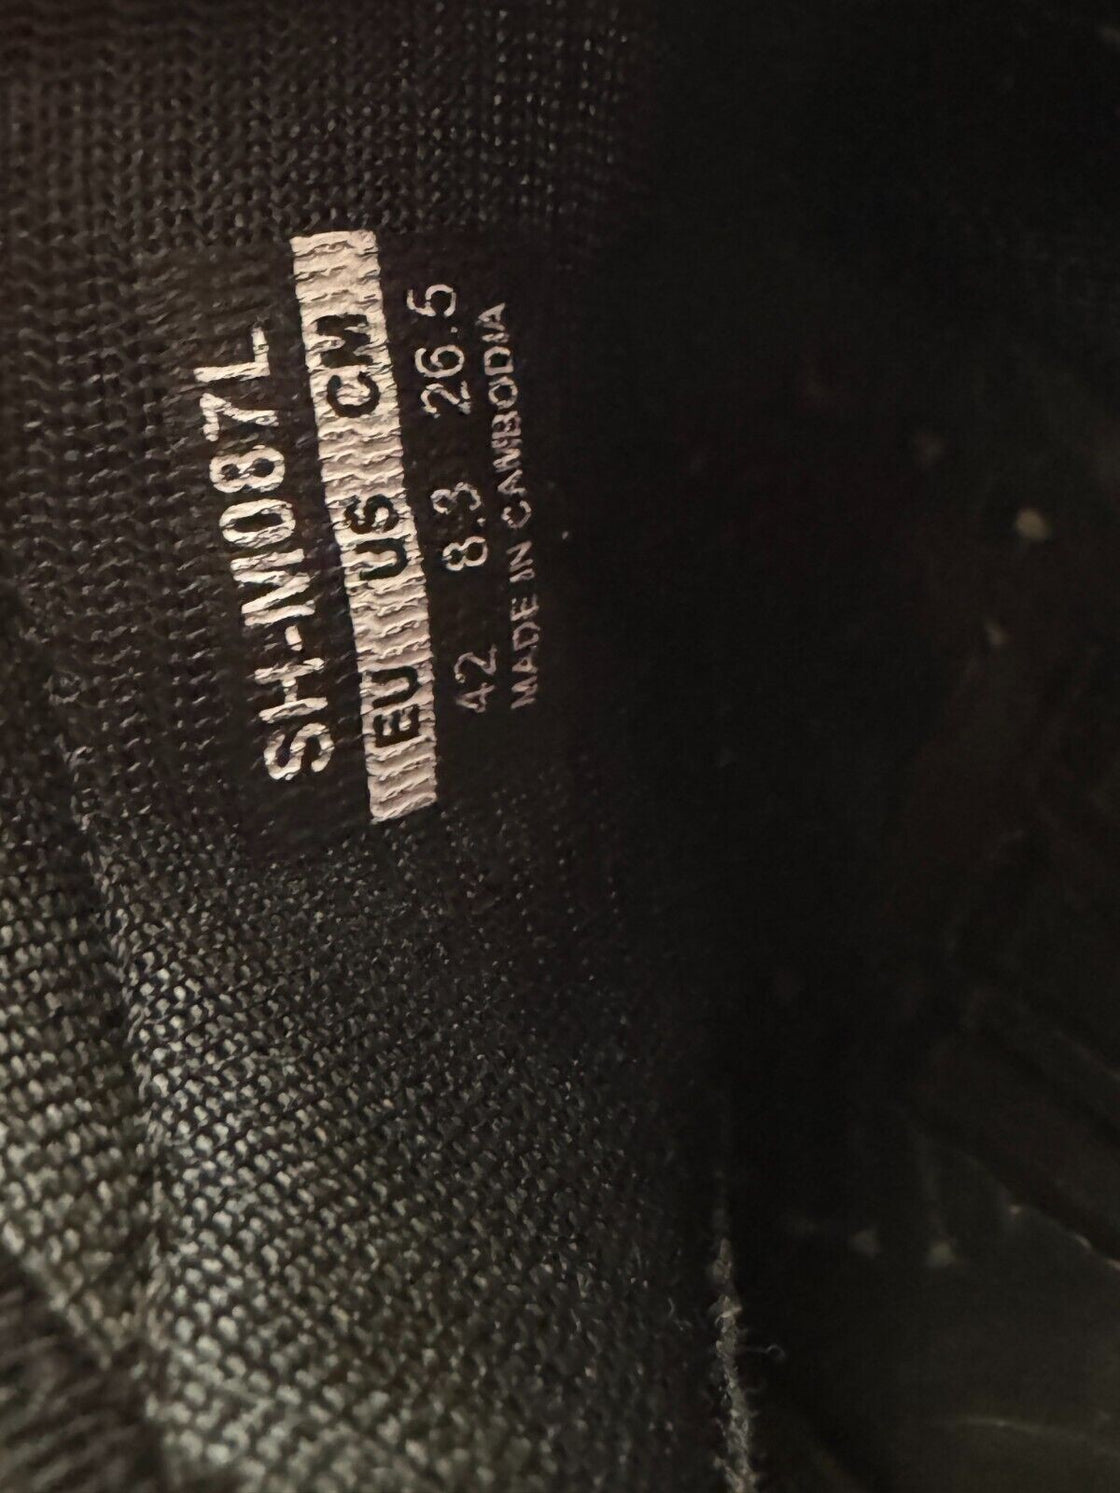 SH-M087L
EU US CM
42 8.3 26.5
MADE IN CAMBODIA